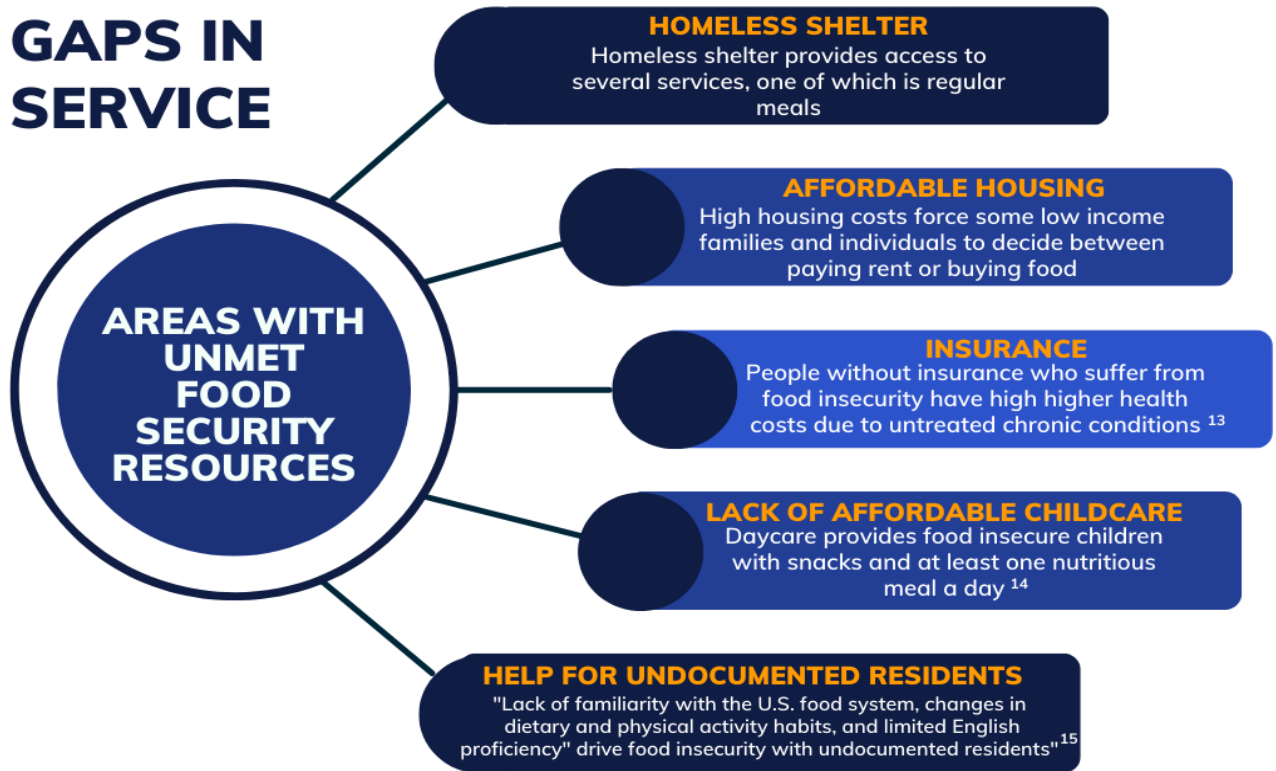 GAPS IN
SERVICE
HOMELESS SHELTER
Homeless shelter provides access to
several services, one of which is regular
meals
AFFORDABLE HOUSING
High housing costs force some low income
families and individuals to decide between
paying rent or buying food
AREAS WITH
UNMET
FOOD
SECURITY
RESOURCES
INSURANCE
People without insurance who suffer from
food insecurity have high higher health
costs due to untreated chronic conditions ¹³
LACK OF AFFORDABLE CHILDCARE
Daycare provides food insecure children
with snacks and at least one nutritious
meal a day ¹⁴
HELP FOR UNDOCUMENTED RESIDENTS
"Lack of familiarity with the U.S. food system, changes in
dietary and physical activity habits, and limited English
proficiency" drive food insecurity with undocumented residents"¹⁵